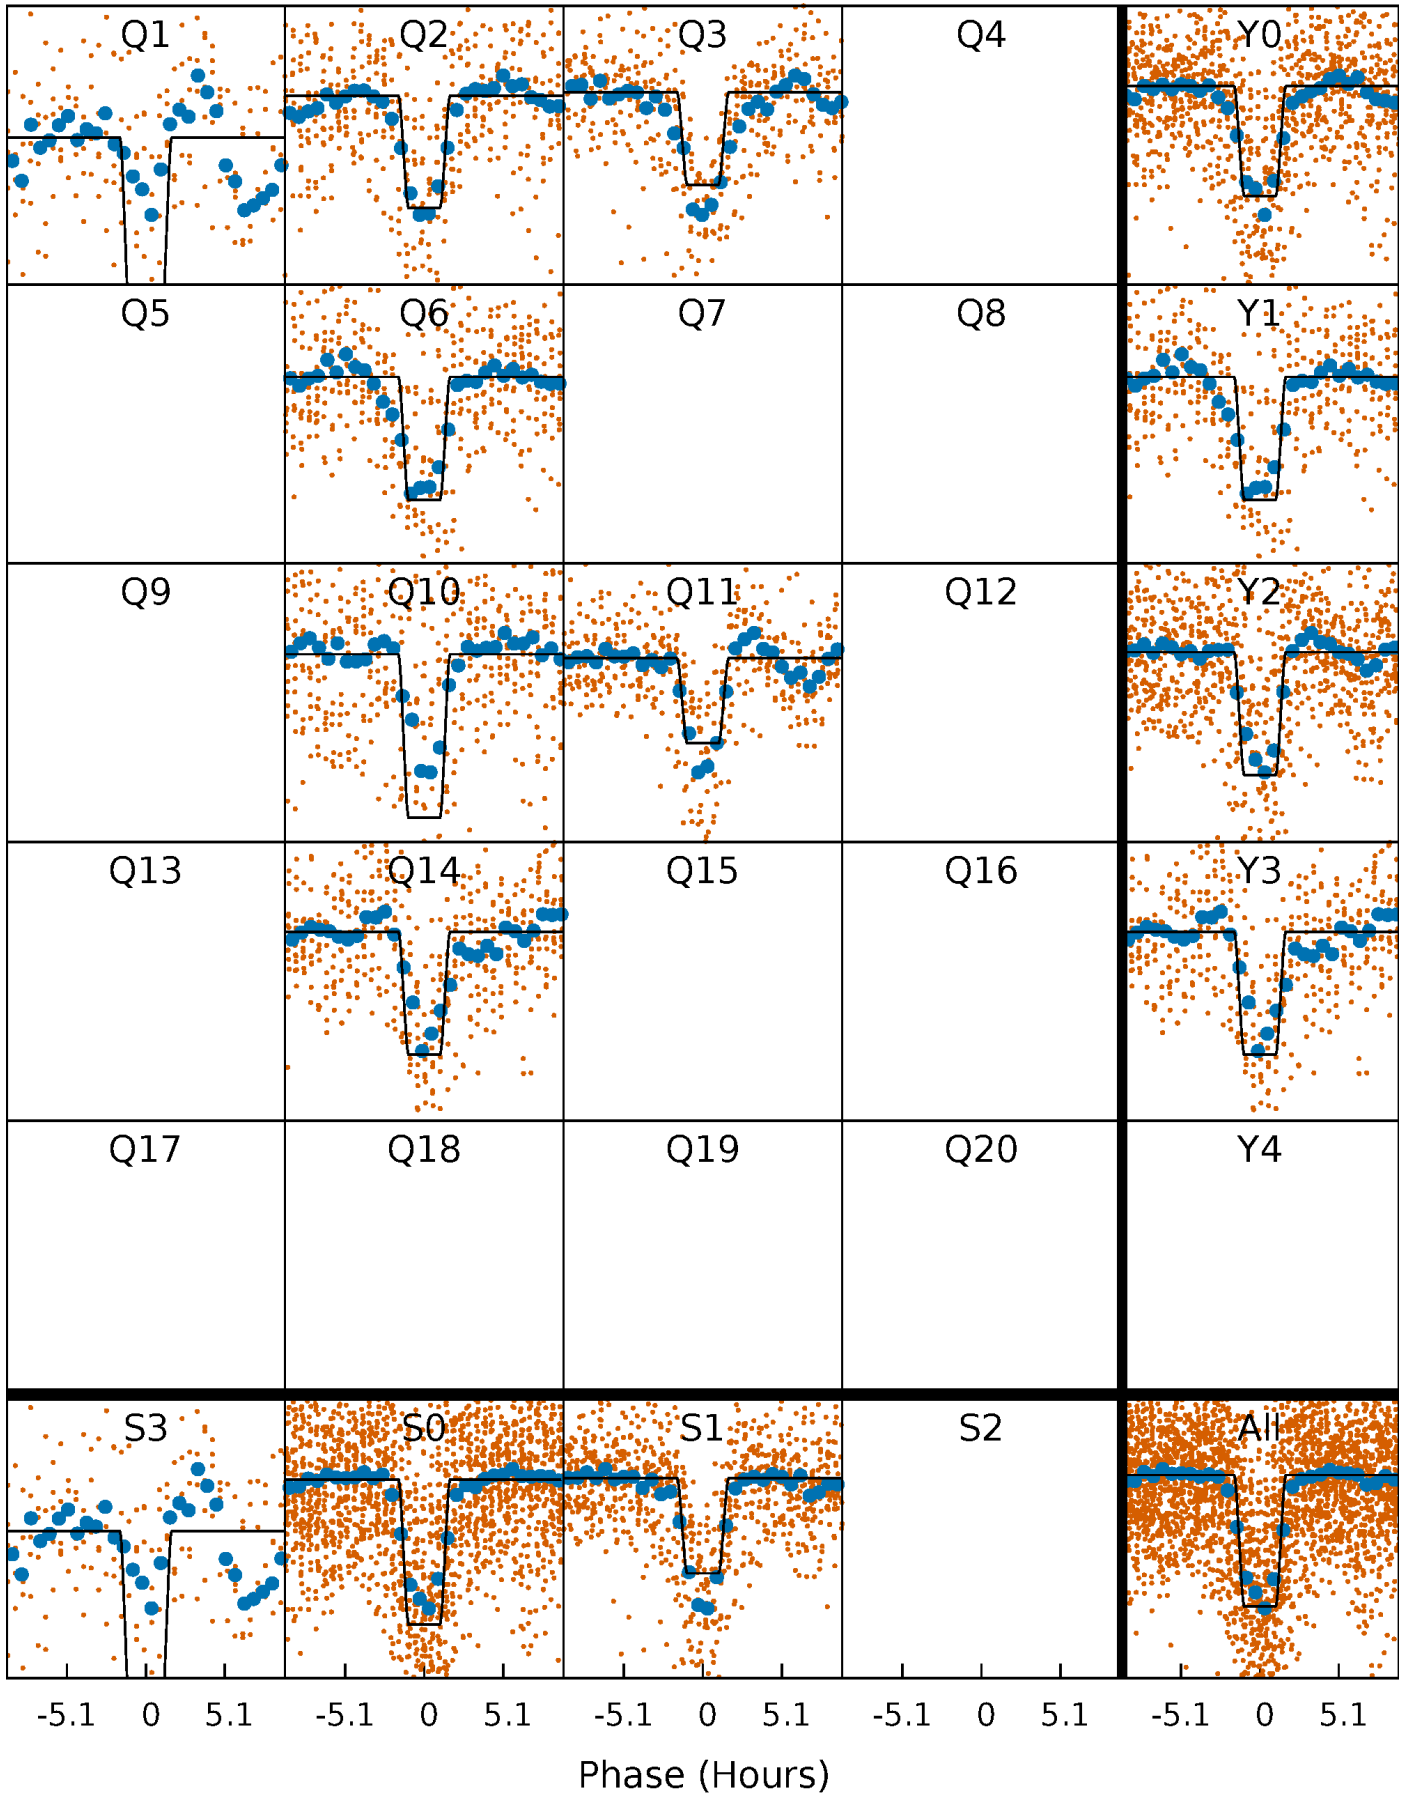 Q1 Q2 Q3 Q4 Y0
Q5 Q6 Q7 Q8 Y1
Q9 Q10 Q11 Q12 Y2
Q13 Q14 Q15 Q16 Y3
Q17 Q18 Q19 Q20 Y4
S3 S0 S1 S2 All
-5.1 0 5.1 -5.1 0 5.1 -5.1 0 5.1 -5.1 0 5.1 -5.1 0 5.1
Phase (Hours)